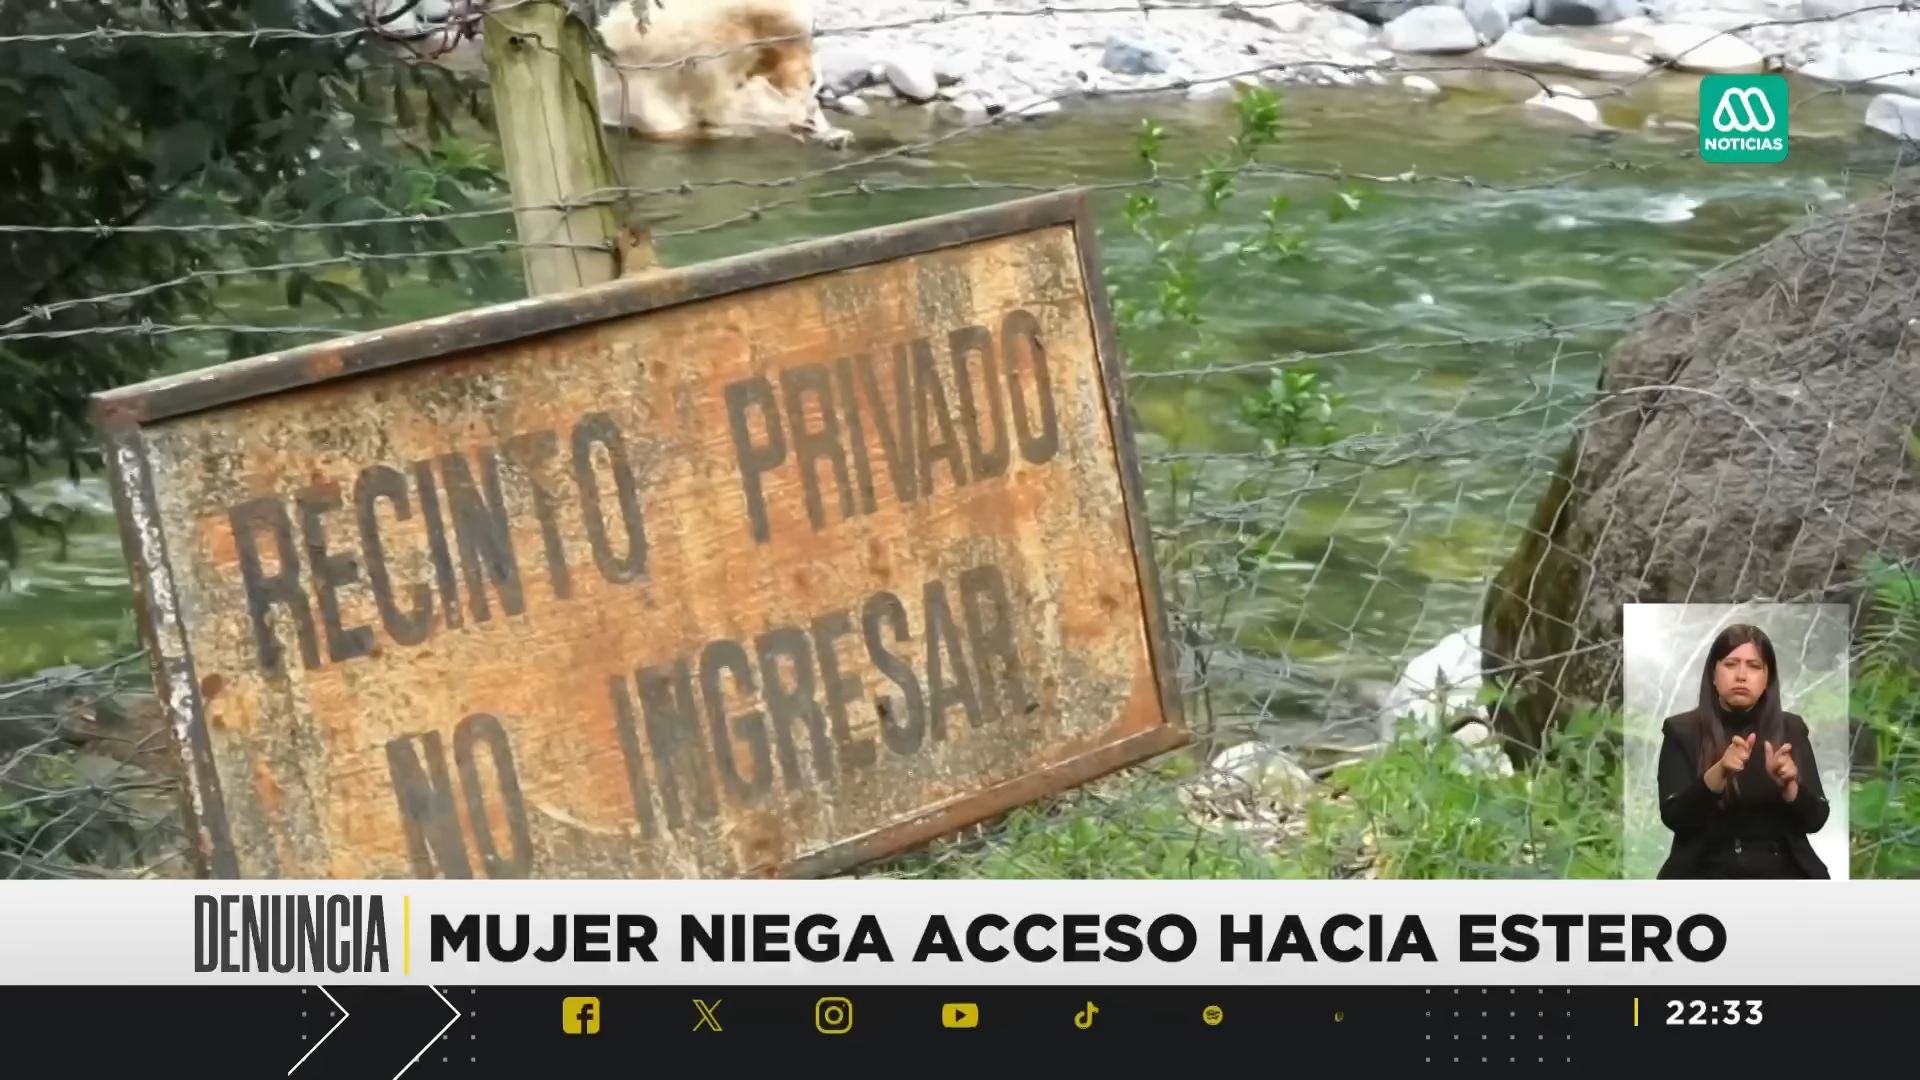 NOTICIAS
RECINTO PRIVADO
NO INGRESAR
DENUNCIA
MUJER NIEGA ACCESO HACIA ESTERO
22:33